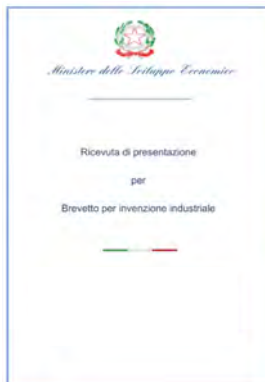 Ministero dello Sviluppo Economico
Ricevuta di presentazione
per
Brevetto per invenzione industriale